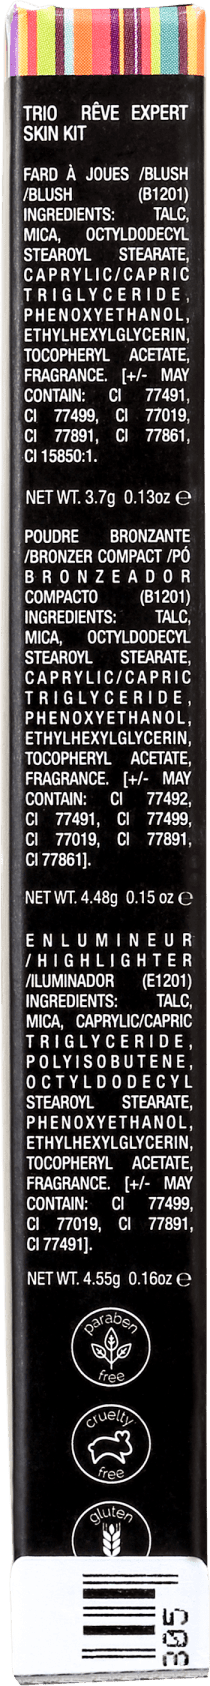 TRIO RÊVE EXPERT
SKIN KIT
FARD À JOUES /BLUSH
/BLUSH (B1201)
INGREDIENTS: TALC,
MICA, OCTYLDODECYL
STEAROYL STEARATE,
CAPRYLIC/CAPRIC
TRIGLYCERIDE,
PHENOXYETHANOL,
ETHYLHEXYLGLYCERIN,
TOCOPHERYL ACETATE,
FRAGRANCE. [+/- MAY
CONTAIN: CI 77491,
CI 77499, CI 77019,
CI 77891, CI 77861,
CI 15850:1.
NET WT. 3.7g 0.13oz ℮
POUDRE BRONZANTE
/BRONZER COMPACT /PÓ
BRONZEADOR
COMPACTO (B1201)
INGREDIENTS: TALC,
MICA, OCTYLDODECYL
STEAROYL STEARATE,
CAPRYLIC/CAPRIC
TRIGLYCERIDE,
PHENOXYETHANOL,
ETHYLHEXYLGLYCERIN,
TOCOPHERYL ACETATE,
FRAGRANCE. [+/- MAY
CONTAIN: CI 77492,
CI 77491, CI 77499,
CI 77019, CI 77891,
CI 77861].
NET WT. 4.48g 0.15 oz ℮
ENLUMINEUR
/HIGHLIGHTER
/ILUMINADOR (E1201)
INGREDIENTS: TALC,
MICA, CAPRYLIC/CAPRIC
TRIGLYCERIDE,
POLYISOBUTENE,
OCTYLDODECYL
STEAROYL STEARATE,
PHENOXYETHANOL,
ETHYLHEXYLGLYCERIN,
TOCOPHERYL ACETATE,
FRAGRANCE. [+/- MAY
CONTAIN: CI 77499,
CI 77019, CI 77891,
CI 77491].
NET WT. 4.55g 0.16oz ℮
paraben
free
cruelty
free
gluten
305